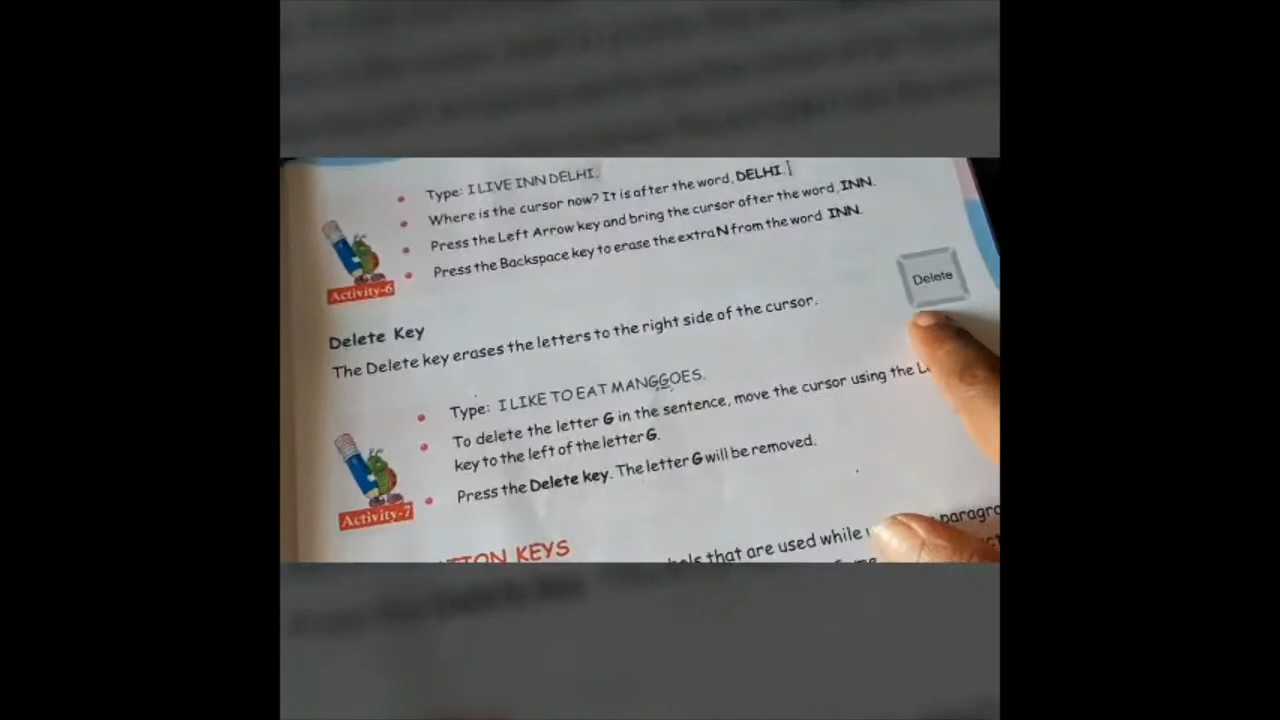 Type: I LIVE INN DELHI.
Where is the cursor now? It is after the word, DELHI.
Press the Left Arrow key and bring the cursor after the word, INN.
Press the Backspace key to erase the extra N from the word INN.
Activity-6
Delete
Delete Key
The Delete key erases the letters to the right side of the cursor.
Type: I LIKE TO EAT MANGGOES.
To delete the letter G in the sentence, move the cursor using the
key to the left of the letter G.
Press the Delete key. The letter G will be removed.
Activity-7
KEYS
that are used while